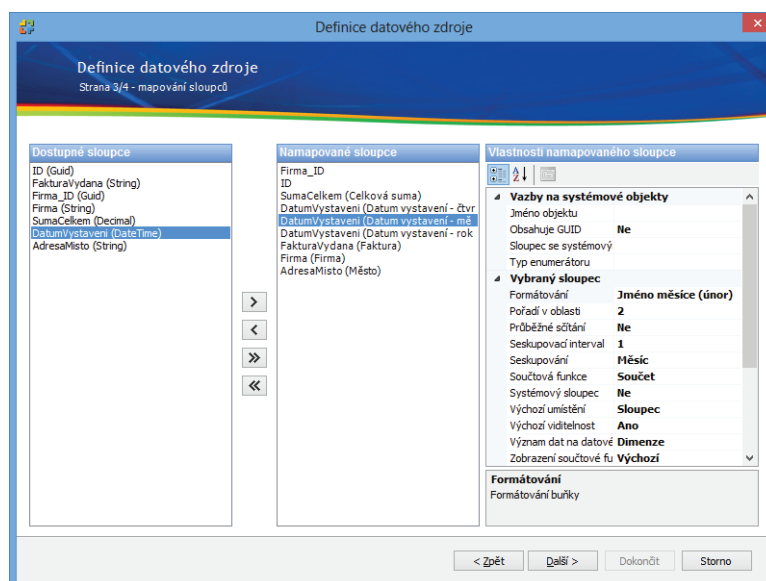 Definice datového zdroje
Definice datového zdroje
Strana 3/4 - mapování sloupců
Dostupné sloupce
ID (Guid)
FakturaVydana (String)
Firma_ID (Guid)
Firma (String)
SumaCelkem (Decimal)
DatumVystaveni (DateTime)
AdresaMisto (String)
Namapované sloupce
Firma_ID
ID
SumaCelkem (Celková suma)
DatumVystaveni (Datum vystavení - čtvr
DatumVystaveni (Datum vystavení - mě
DatumVystaveni (Datum vystavení - rok
FakturaVydana (Faktura)
Firma (Firma)
AdresaMisto (Město)
Vlastnosti namapovaného sloupce
Vazby na systémové objekty
Jméno objektu
Obsahuje GUID Ne
Sloupec se systémový
Typ enumerátoru
Vybraný sloupec
Formátování Jméno měsíce (únor)
Pořadí v oblasti 2
Průběžné sčítání Ne
Seskupovací interval 1
Seskupování Měsíc
Součtová funkce Součet
Systémový sloupec Ne
Výchozí umístění Sloupec
Výchozí viditelnost Ano
Význam dat na datové Dimenze
Zobrazení součtové fu Výchozí
Formátování
Formátování buňky
< Zpět Další > Dokončit Storno